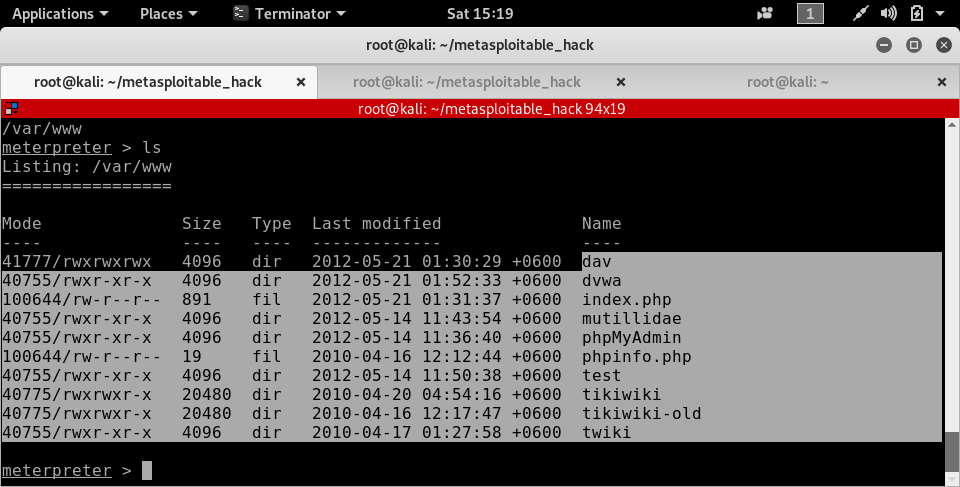 Applications Places Terminator Sat 15:19 1
root@kali: ~/metasploitable_hack
root@kali: ~/metasploitable_hack × root@kali: ~/metasploitable_hack × root@kali: ~ ×
root@kali: ~/metasploitable_hack 94x19
/var/www
meterpreter > ls
Listing: /var/www
=================
Mode Size Type Last modified Name
---- ---- ---- ------------- ----
41777/rwxrwxrwx 4096 dir 2012-05-21 01:30:29 +0600 dav
40755/rwxr-xr-x 4096 dir 2012-05-21 01:52:33 +0600 dvwa
100644/rw-r--r-- 891 fil 2012-05-21 01:31:37 +0600 index.php
40755/rwxr-xr-x 4096 dir 2012-05-14 11:43:54 +0600 mutillidae
40755/rwxr-xr-x 4096 dir 2012-05-14 11:36:40 +0600 phpMyAdmin
100644/rw-r--r-- 19 fil 2010-04-16 12:12:44 +0600 phpinfo.php
40755/rwxr-xr-x 4096 dir 2012-05-14 11:50:38 +0600 test
40775/rwxrwxr-x 20480 dir 2010-04-20 04:54:16 +0600 tikiwiki
40775/rwxrwxr-x 20480 dir 2010-04-16 12:17:47 +0600 tikiwiki-old
40755/rwxr-xr-x 4096 dir 2010-04-17 01:27:58 +0600 twiki
meterpreter >